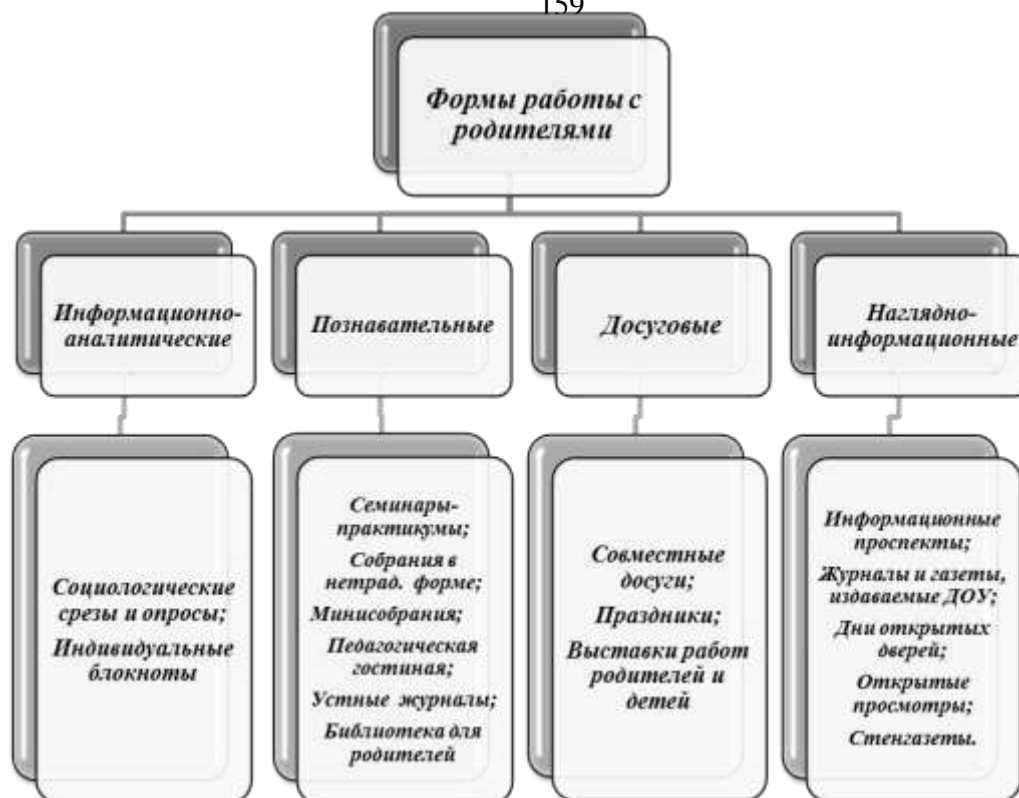 159
Формы работы с
родителями
Информационно-
аналитические
Познавательные
Досуговые
Наглядно-
информационные
Социологические
срезы и опросы;
Индивидуальные
блокноты
Семинары-
практикумы;
Собрания в
нетрад. форме;
Минисобрания;
Педагогическая
гостиная;
Устные журналы;
Библиотека для
родителей
Совместные
досуги;
Праздники;
Выставки работ
родителей и
детей
Информационные
проспекты;
Журналы и газеты,
издаваемые ДОУ;
Дни открытых
дверей;
Открытые
просмотры;
Стенгазеты.